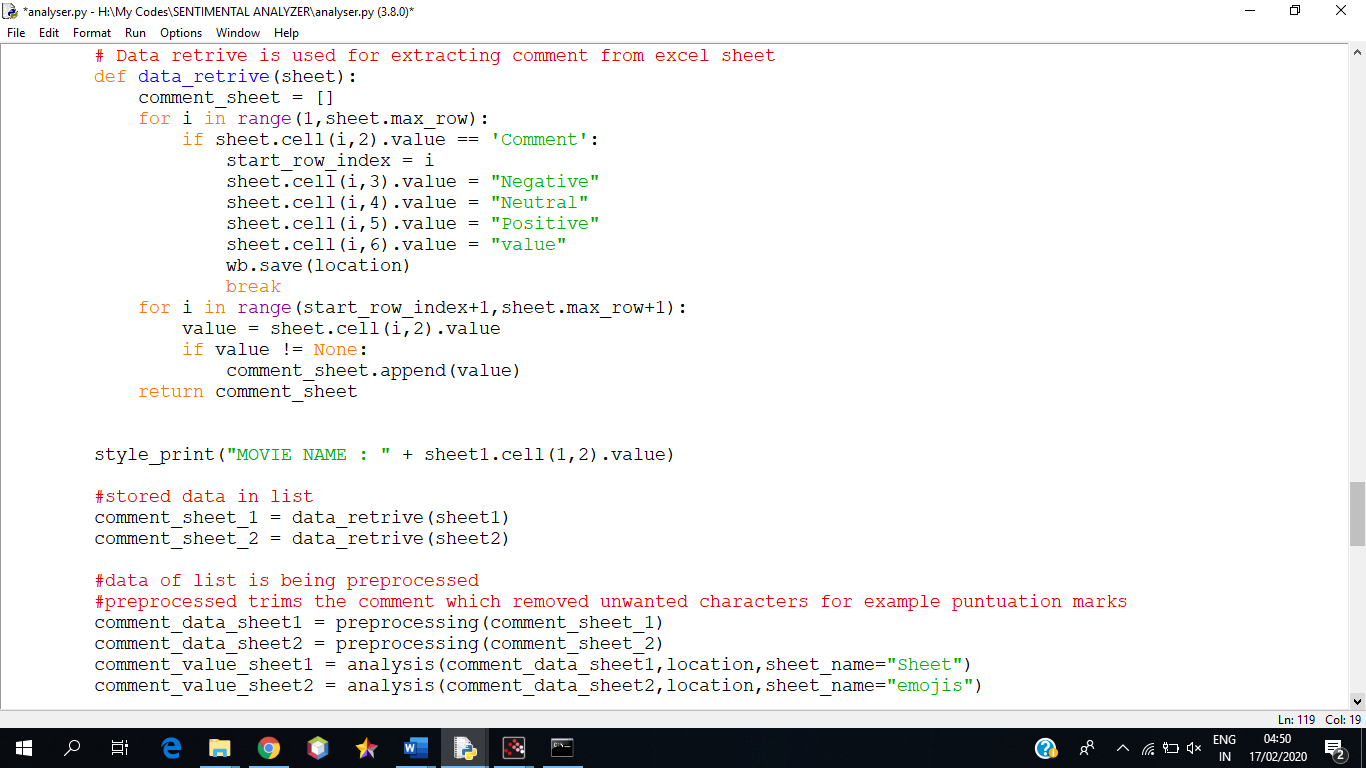 *analyser.py - H:\My Codes\SENTIMENTAL ANALYZER\analyser.py (3.8.0)*
File Edit Format Run Options Window Help
# Data retrive is used for extracting comment from excel sheet
def data_retrive(sheet):
    comment_sheet = []
    for i in range(1,sheet.max_row):
        if sheet.cell(i,2).value == 'Comment':
            start_row_index = i
            sheet.cell(i,3).value = "Negative"
            sheet.cell(i,4).value = "Neutral"
            sheet.cell(i,5).value = "Positive"
            sheet.cell(i,6).value = "value"
            wb.save(location)
            break
    for i in range(start_row_index+1,sheet.max_row+1):
        value = sheet.cell(i,2).value
        if value != None:
            comment_sheet.append(value)
    return comment_sheet
style_print("MOVIE NAME : " + sheet1.cell(1,2).value)
#stored data in list
comment_sheet_1 = data_retrive(sheet1)
comment_sheet_2 = data_retrive(sheet2)
#data of list is being preprocessed
#preprocessed trims the comment which removed unwanted characters for example puntuation marks
comment_data_sheet1 = preprocessing(comment_sheet_1)
comment_data_sheet2 = preprocessing(comment_sheet_2)
comment_value_sheet1 = analysis(comment_data_sheet1,location,sheet_name="Sheet")
comment_value_sheet2 = analysis(comment_data_sheet2,location,sheet_name="emojis")
Ln: 119 Col: 19
ENG
IN
04:50
17/02/2020
2